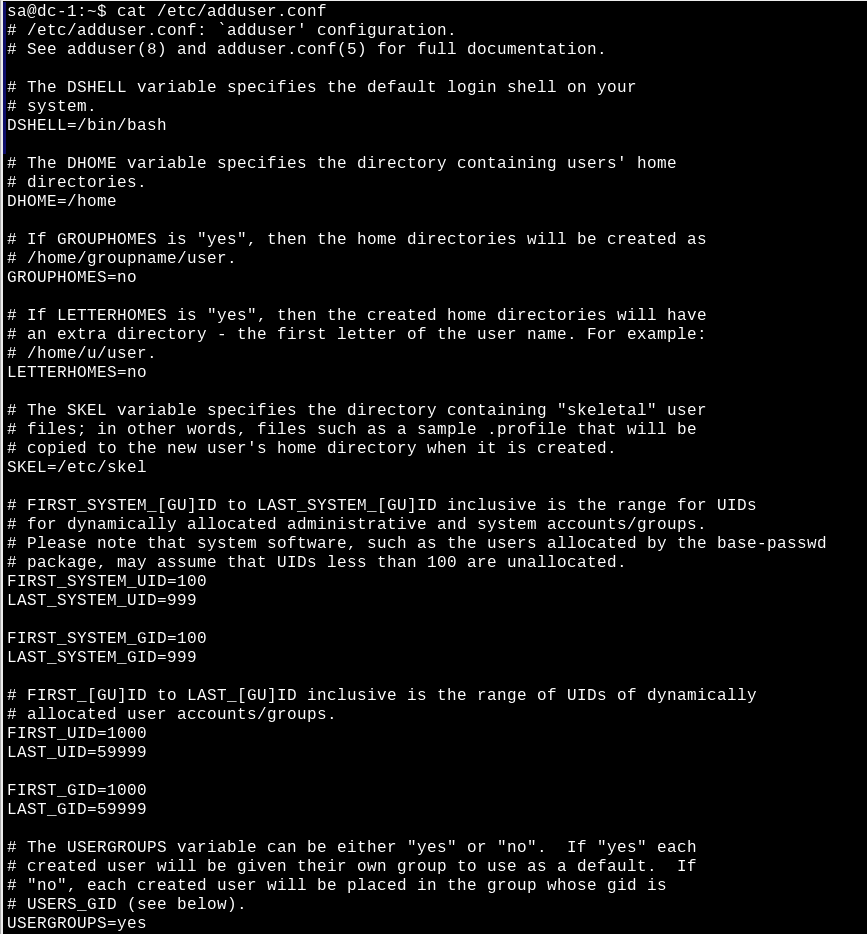 sa@dc-1:~$ cat /etc/adduser.conf
# /etc/adduser.conf: `adduser' configuration.
# See adduser(8) and adduser.conf(5) for full documentation.

# The DSHELL variable specifies the default login shell on your
# system.
DSHELL=/bin/bash

# The DHOME variable specifies the directory containing users' home
# directories.
DHOME=/home

# If GROUPHOMES is "yes", then the home directories will be created as
# /home/groupname/user.
GROUPHOMES=no

# If LETTERHOMES is "yes", then the created home directories will have
# an extra directory - the first letter of the user name. For example:
# /home/u/user.
LETTERHOMES=no

# The SKEL variable specifies the directory containing "skeletal" user
# files; in other words, files such as a sample .profile that will be
# copied to the new user's home directory when it is created.
SKEL=/etc/skel

# FIRST_SYSTEM_[GU]ID to LAST_SYSTEM_[GU]ID inclusive is the range for UIDs
# for dynamically allocated administrative and system accounts/groups.
# Please note that system software, such as the users allocated by the base-passwd
# package, may assume that UIDs less than 100 are unallocated.
FIRST_SYSTEM_UID=100
LAST_SYSTEM_UID=999

FIRST_SYSTEM_GID=100
LAST_SYSTEM_GID=999

# FIRST_[GU]ID to LAST_[GU]ID inclusive is the range of UIDs of dynamically
# allocated user accounts/groups.
FIRST_UID=1000
LAST_UID=59999

FIRST_GID=1000
LAST_GID=59999

# The USERGROUPS variable can be either "yes" or "no".  If "yes" each
# created user will be given their own group to use as a default.  If
# "no", each created user will be placed in the group whose gid is
# USERS_GID (see below).
USERGROUPS=yes